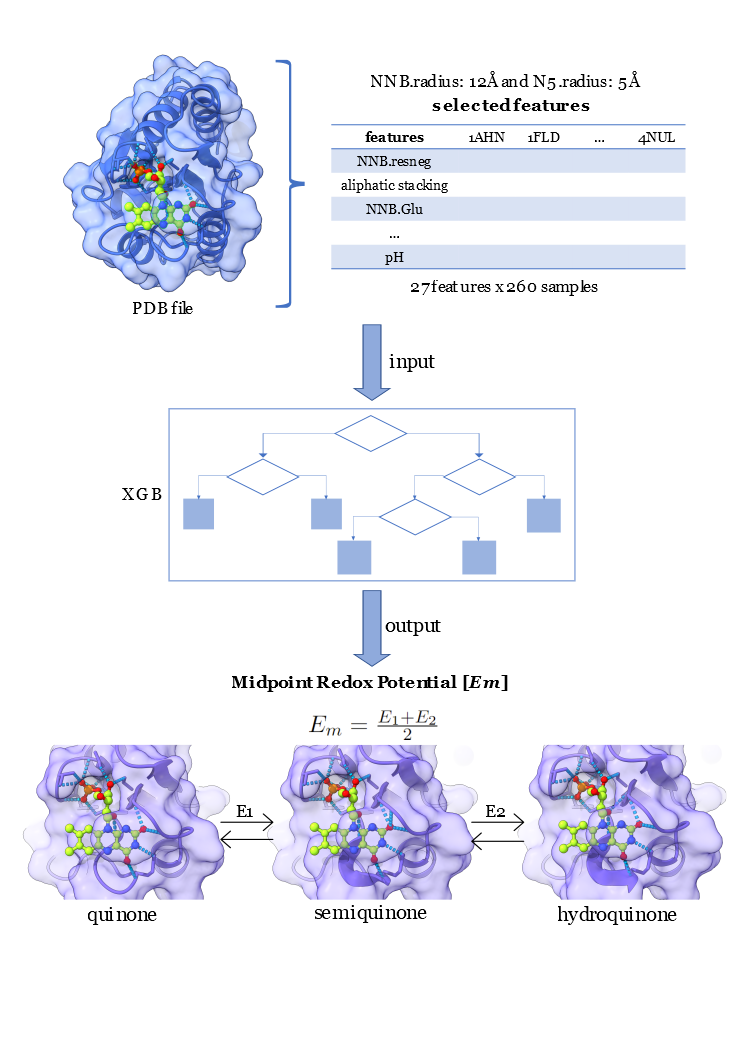 NNB.radius: 12Å and N5.radius: 5Å
selected features
features 1AHN 1FLD ... 4NUL
NNB.resneg
aliphatic stacking
NNB.Glu
...
pH
27 features x 260 samples
PDB file
input
XGB
output
Midpoint Redox Potential [Em]
E_m = \frac{E_1+E_2}{2}
E1
E2
quinone
semiquinone
hydroquinone